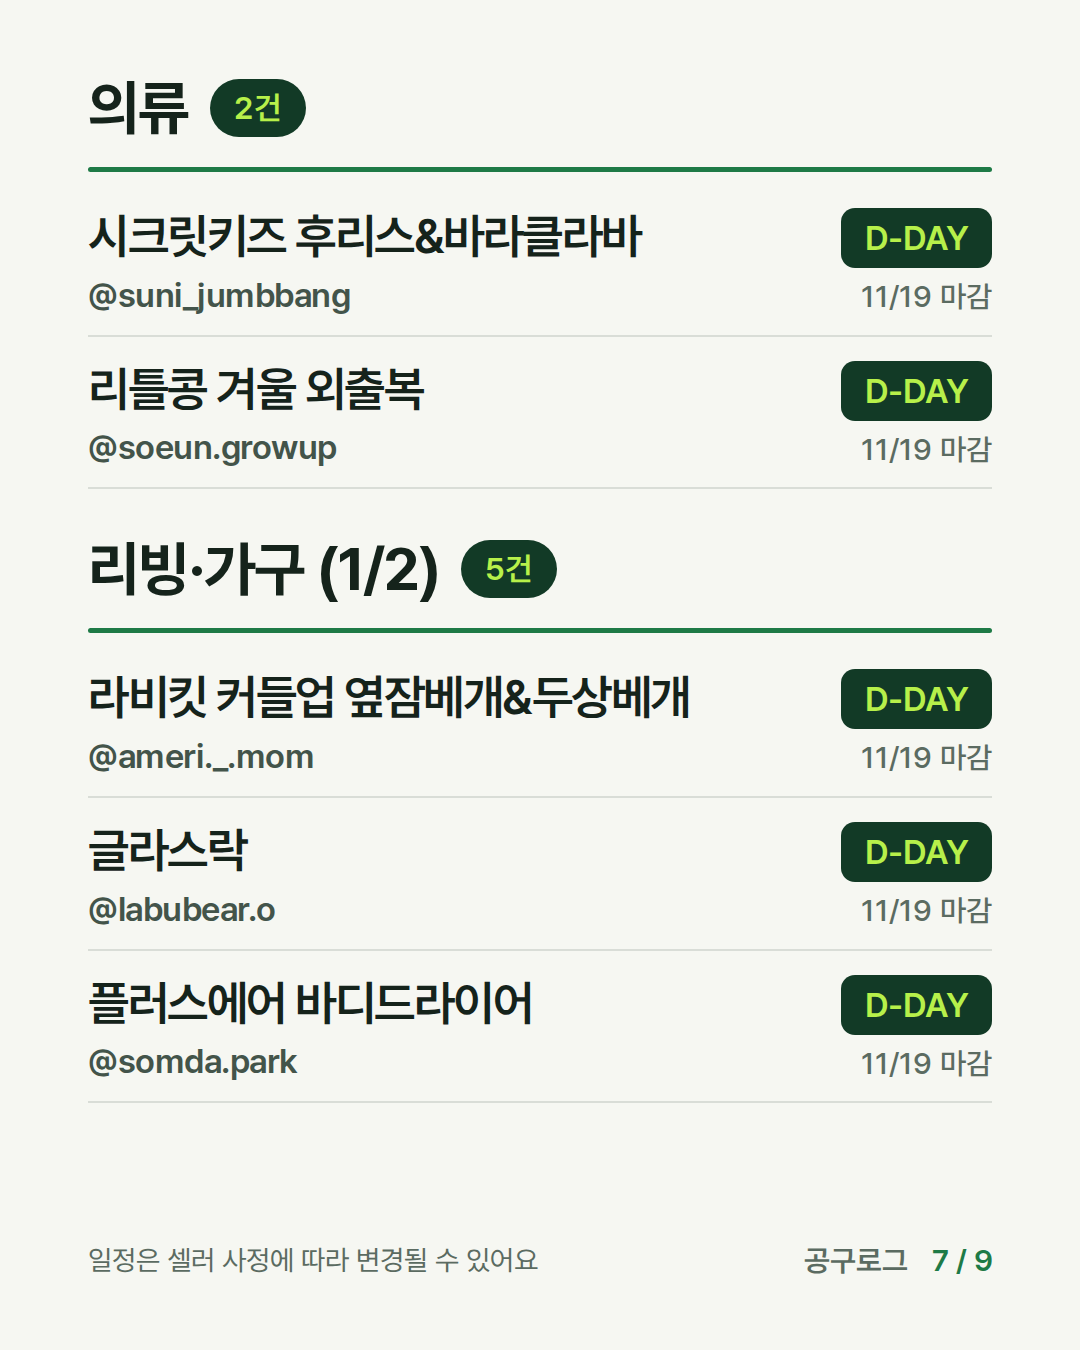 의류 2건
시크릿키즈 후리스&바라클라바 D-DAY
@suni_jumbbang 11/19 마감
리틀콩 겨울 외출복 D-DAY
@soeun.growup 11/19 마감
리빙·가구 (1/2) 5건
라비킷 커들업 옆잠베개&두상베개 D-DAY
@ameri._.mom 11/19 마감
글라스락 D-DAY
@labubear.o 11/19 마감
플러스에어 바디드라이어 D-DAY
@somda.park 11/19 마감
일정은 셀러 사정에 따라 변경될 수 있어요 공구로그 7 / 9